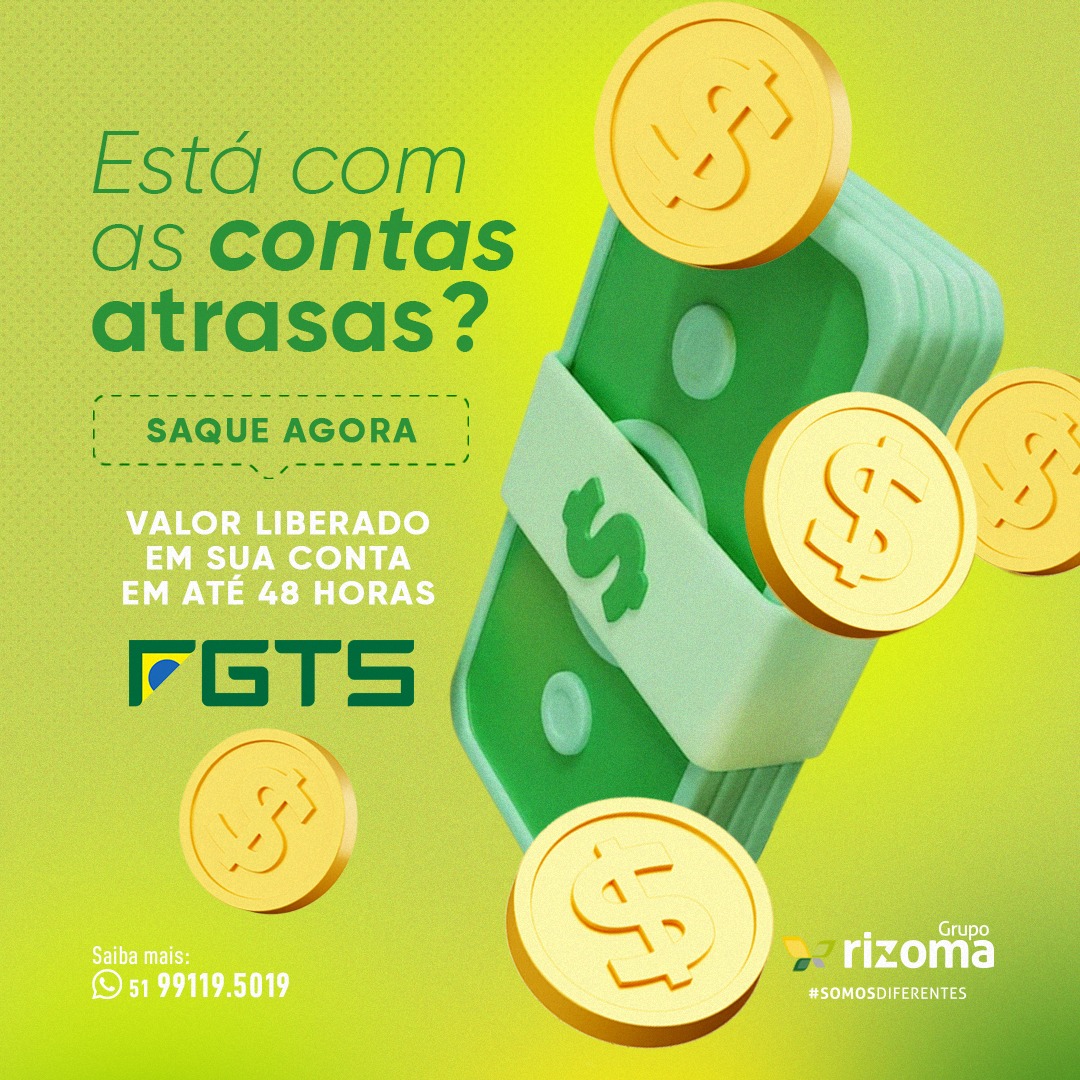 Está com
as contas
atrasas?
SAQUE AGORA
VALOR LIBERADO
EM SUA CONTA
EM ATÉ 48 HORAS
FGTS
Saiba mais:
51 99119.5019
Grupo
rizoma
#SOMOSDIFERENTES